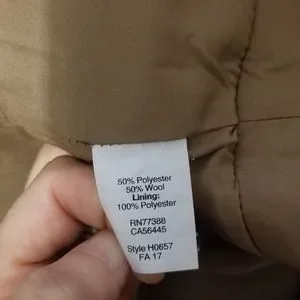 50% Polyester
50% Wool
Lining:
100% Polyester
RN77388
CA56445
Style H0657
FA 17